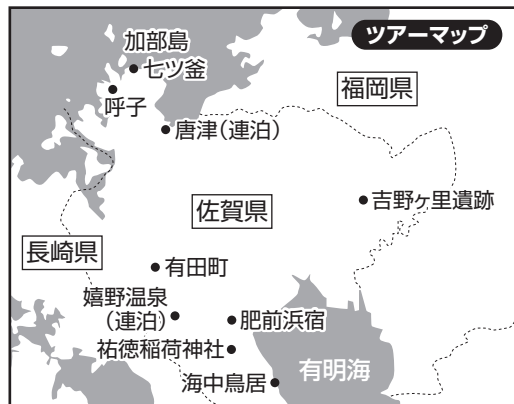 ツアーマップ
加部島
七ツ釜
呼子
福岡県
唐津（連泊）
吉野ヶ里遺跡
佐賀県
長崎県
有田町
嬉野温泉
（連泊）
肥前浜宿
祐徳稲荷神社
有明海
海中鳥居